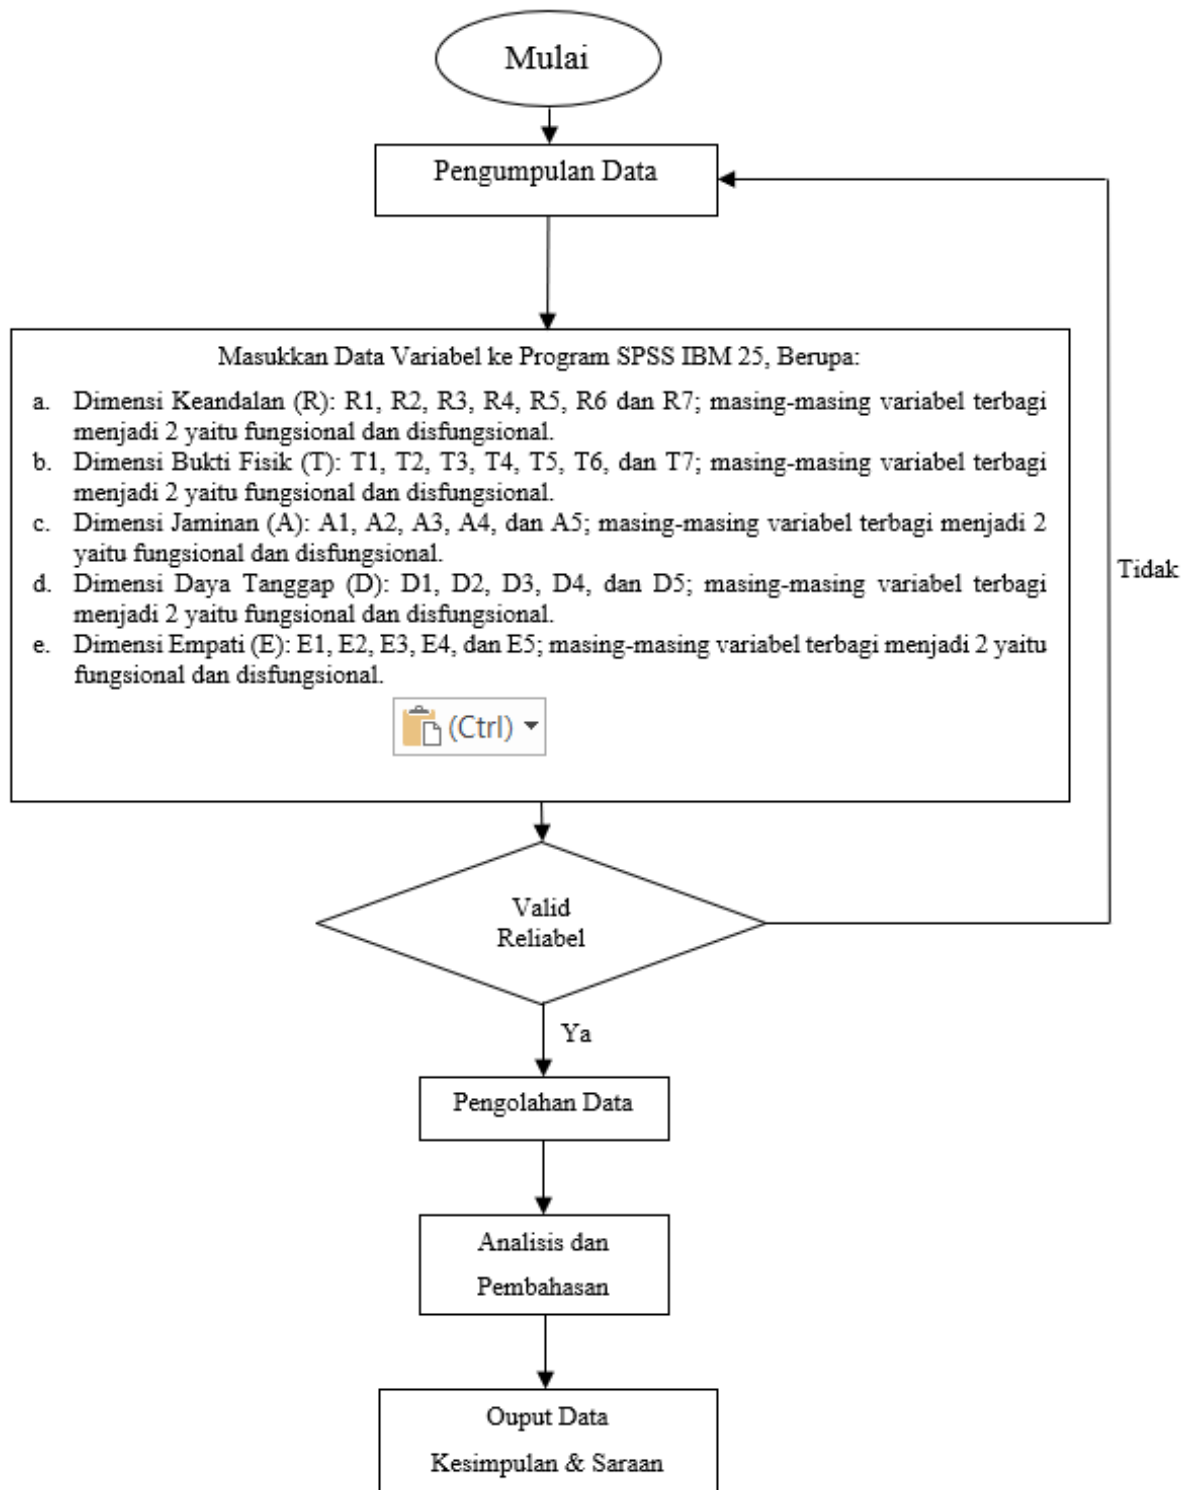 Mulai
Pengumpulan Data
Masukkan Data Variabel ke Program SPSS IBM 25, Berupa:
a. Dimensi Keandalan (R): R1, R2, R3, R4, R5, R6 dan R7; masing-masing variabel terbagi
menjadi 2 yaitu fungsional dan disfungsional.
b. Dimensi Bukti Fisik (T): T1, T2, T3, T4, T5, T6, dan T7; masing-masing variabel terbagi
menjadi 2 yaitu fungsional dan disfungsional.
c. Dimensi Jaminan (A): A1, A2, A3, A4, dan A5; masing-masing variabel terbagi menjadi 2
yaitu fungsional dan disfungsional.
d. Dimensi Daya Tanggap (D): D1, D2, D3, D4, dan D5; masing-masing variabel terbagi
menjadi 2 yaitu fungsional dan disfungsional.
e. Dimensi Empati (E): E1, E2, E3, E4, dan E5; masing-masing variabel terbagi menjadi 2 yaitu
fungsional dan disfungsional.
(Ctrl)
Tidak
Valid
Reliabel
Ya
Pengolahan Data
Analisis dan
Pembahasan
Ouput Data
Kesimpulan & Saraan